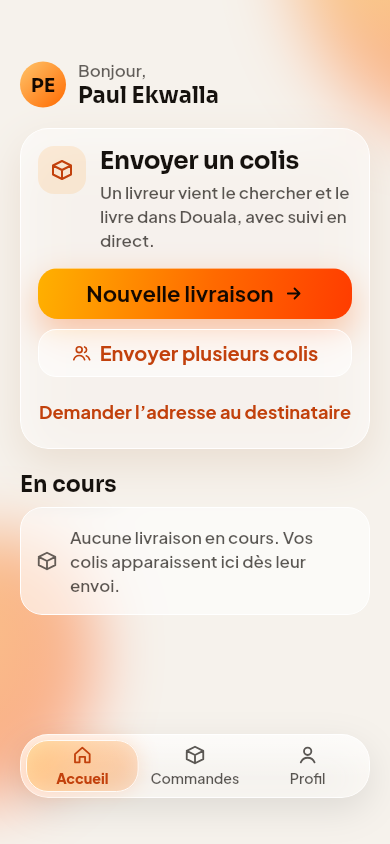 PE
Bonjour,
Paul Ekwalla
Envoyer un colis
Un livreur vient le chercher et le
livre dans Douala, avec suivi en
direct.
Nouvelle livraison →
Envoyer plusieurs colis
Demander l’adresse au destinataire
En cours
Aucune livraison en cours. Vos
colis apparaissent ici dès leur
envoi.
Accueil
Commandes
Profil